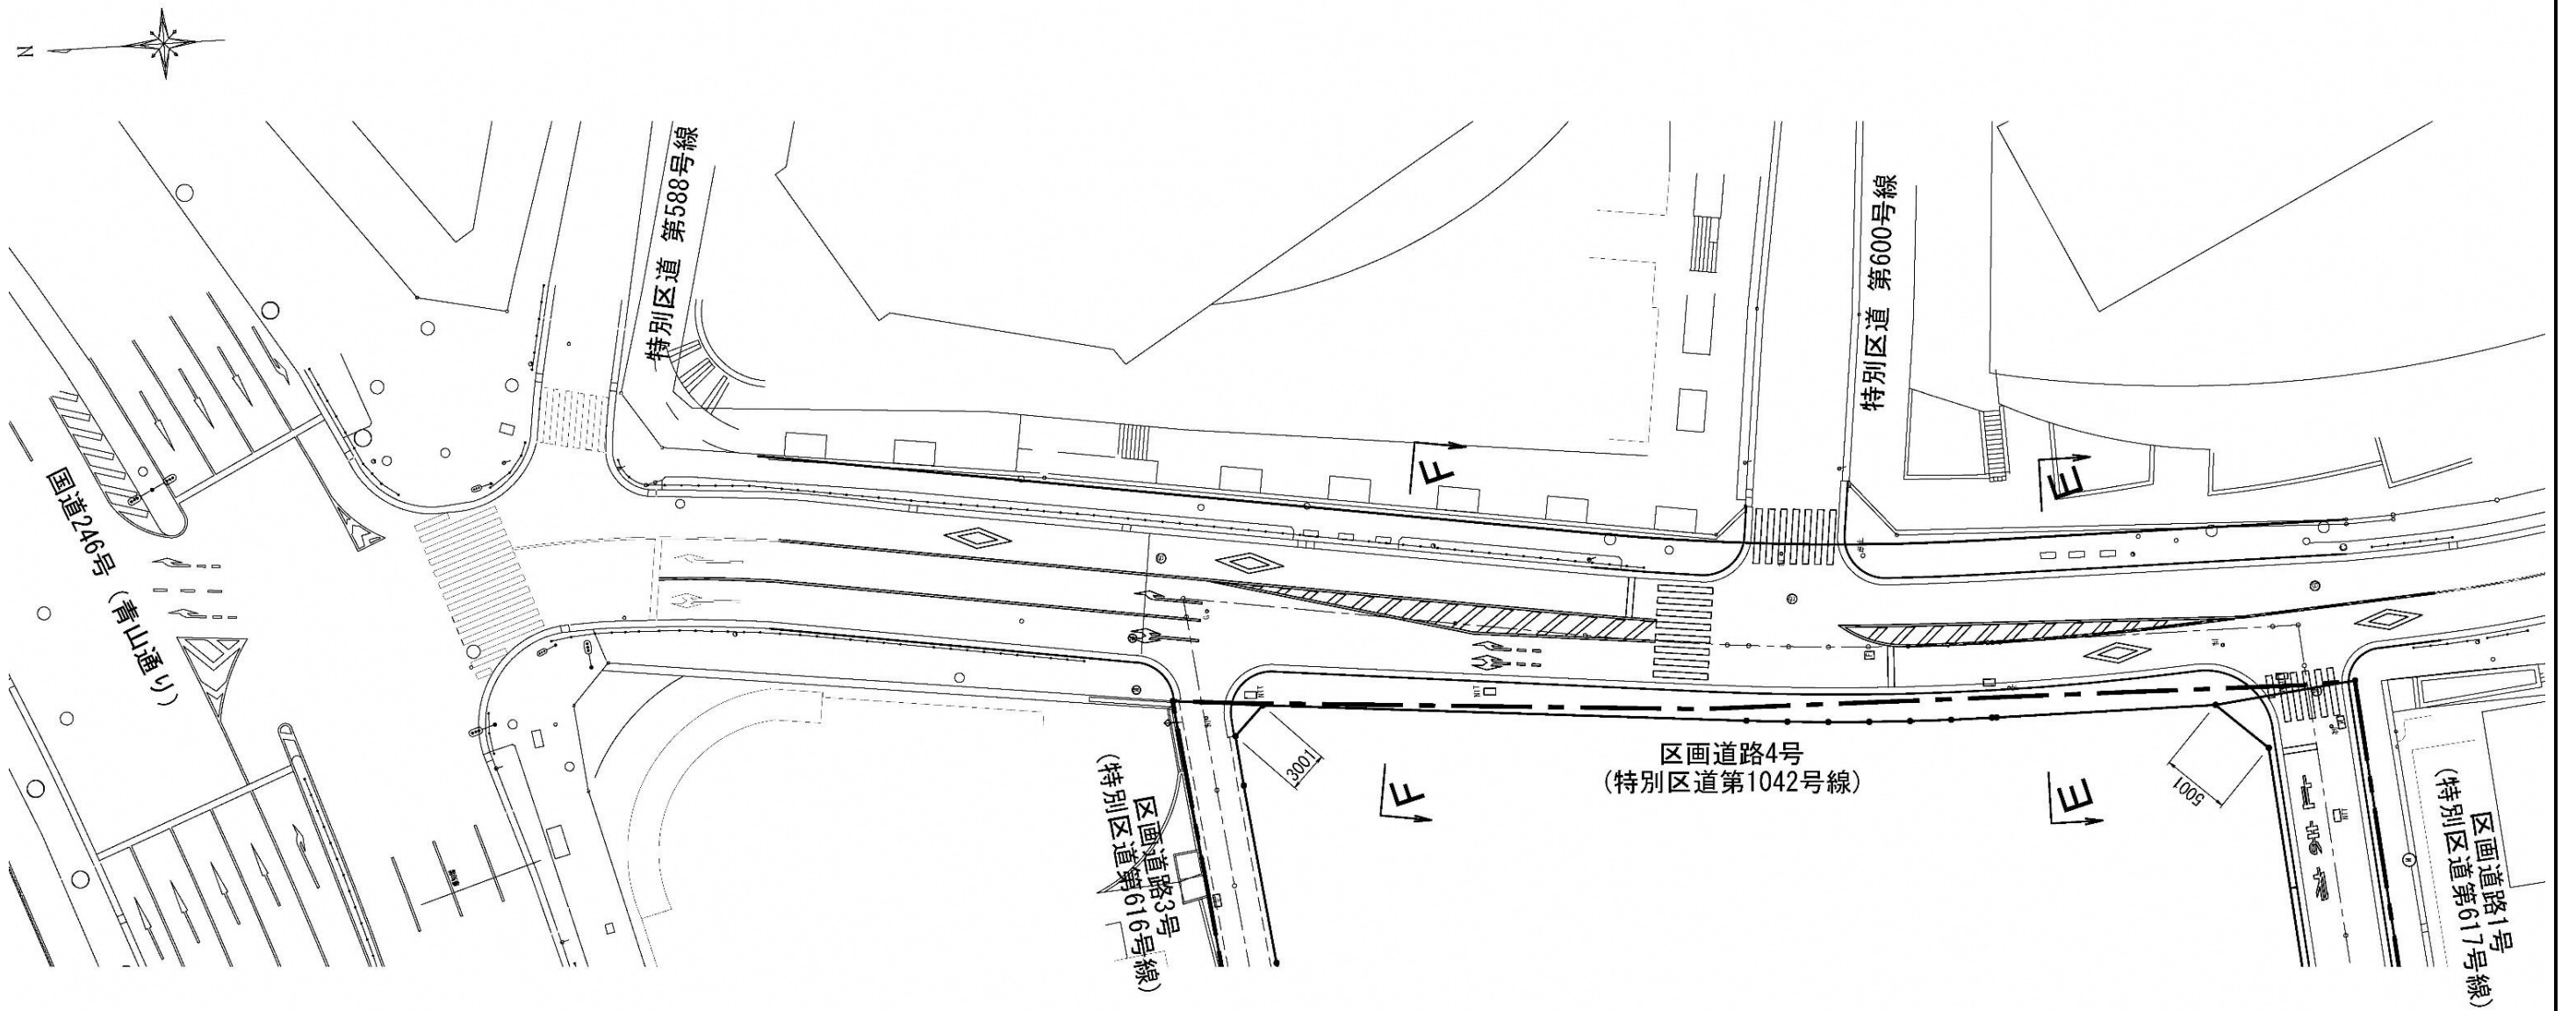 N
特別区道 第588号線
特別区道 第600号線
国道246号（青山通り）
F
E
3001
区画道路4号
(特別区道第1042号線)
5001
F
E
止まれ
区画道路3号
(特別区道第616号線)
区画道路1号
(特別区道第617号線)